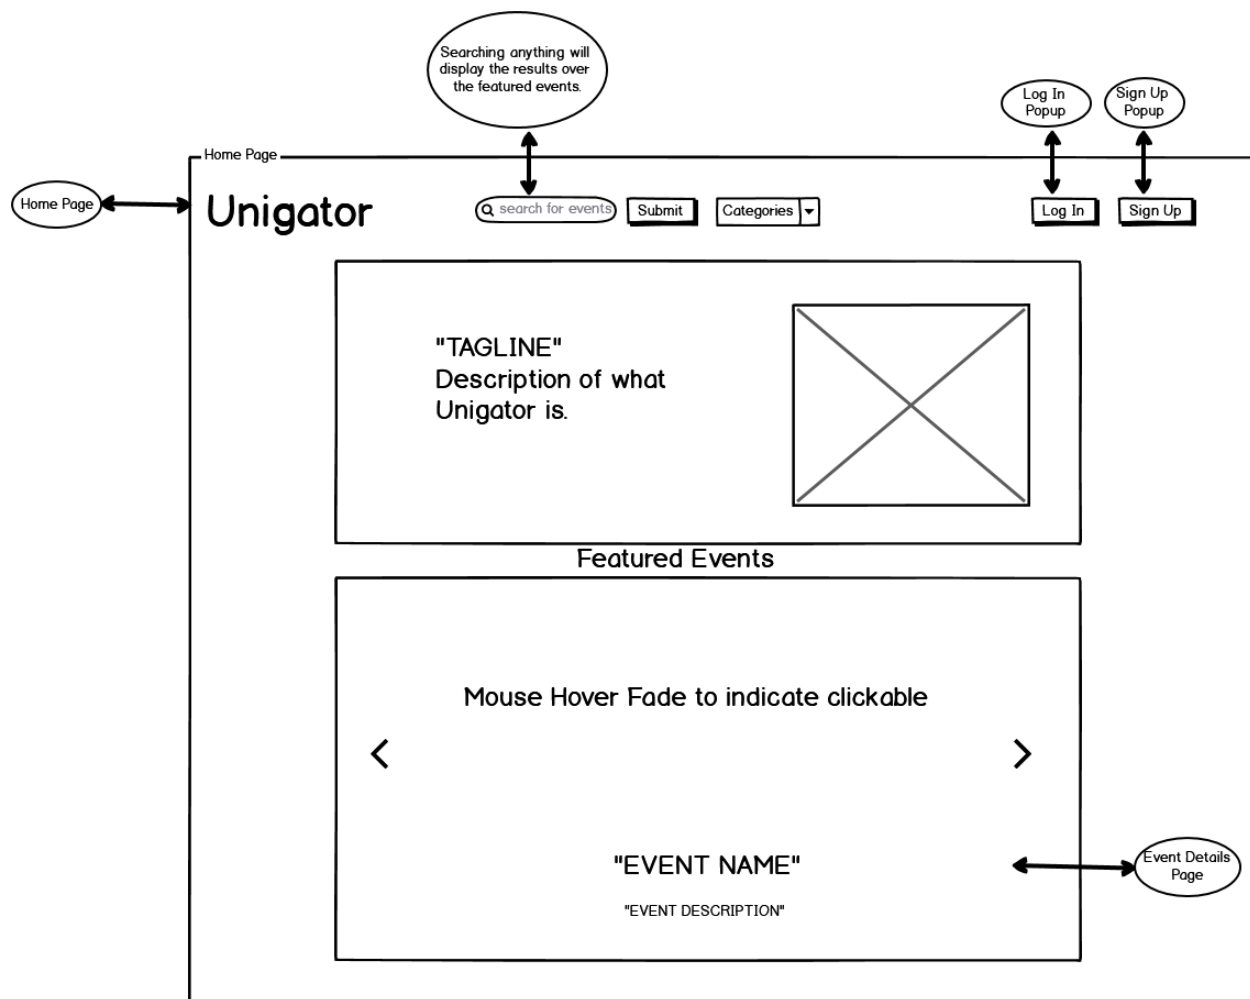 Searching anything will
display the results over
the featured events.
Log In
Popup
Sign Up
Popup
Home Page
Home Page
Unigator
search for events
Submit
Categories
Log In
Sign Up
"TAGLINE"
Description of what
Unigator is.
Featured Events
Mouse Hover Fade to indicate clickable
"EVENT NAME"
Event Details
Page
"EVENT DESCRIPTION"